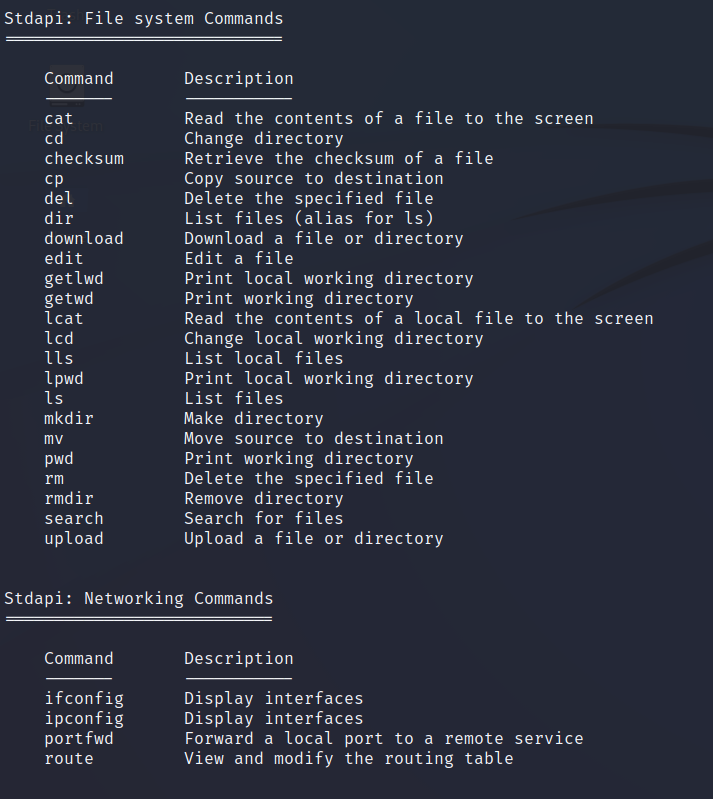 Stdapi: File system Commands
============================
Command Description
------- -----------
cat Read the contents of a file to the screen
cd Change directory
checksum Retrieve the checksum of a file
cp Copy source to destination
del Delete the specified file
dir List files (alias for ls)
download Download a file or directory
edit Edit a file
getlwd Print local working directory
getwd Print working directory
lcat Read the contents of a local file to the screen
lcd Change local working directory
lls List local files
lpwd Print local working directory
ls List files
mkdir Make directory
mv Move source to destination
pwd Print working directory
rm Delete the specified file
rmdir Remove directory
search Search for files
upload Upload a file or directory
Stdapi: Networking Commands
===========================
Command Description
------- -----------
ifconfig Display interfaces
ipconfig Display interfaces
portfwd Forward a local port to a remote service
route View and modify the routing table